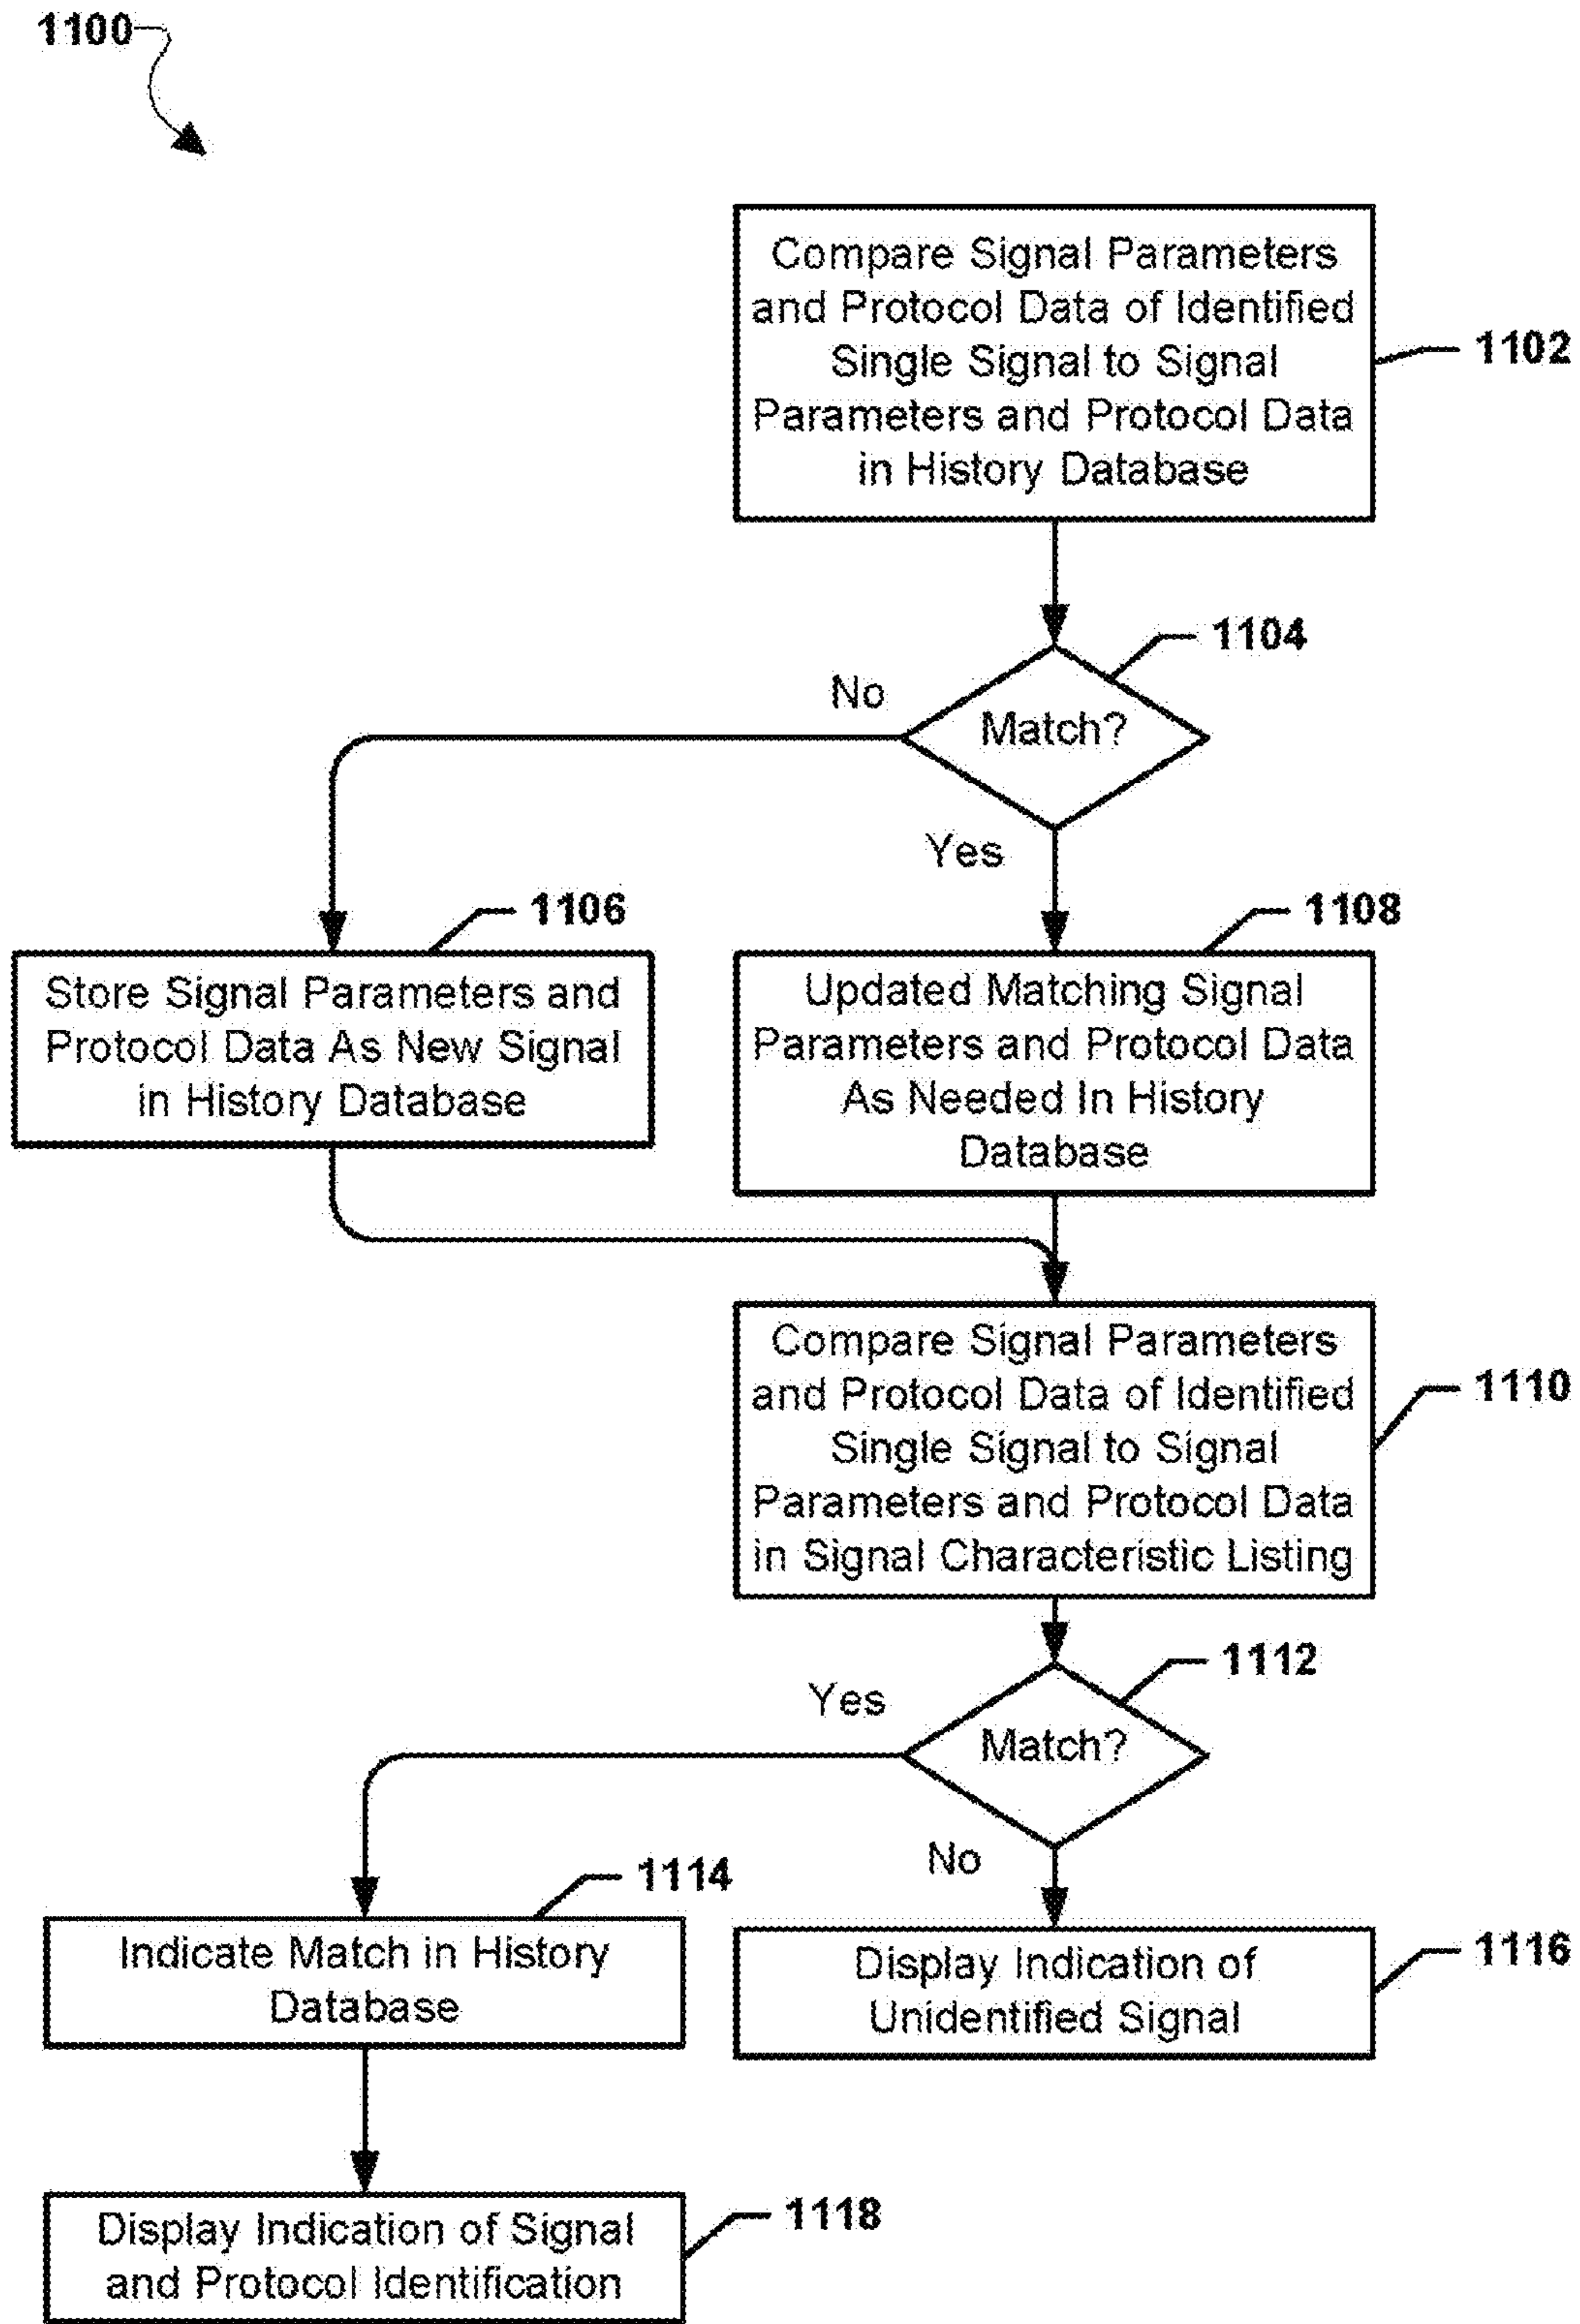 1100
Compare Signal Parameters
and Protocol Data of Identified
Single Signal to Signal
Parameters and Protocol Data
in History Database
1102
1104
Match?
No
Yes
1106
Store Signal Parameters and
Protocol Data As New Signal
in History Database
1108
Updated Matching Signal
Parameters and Protocol Data
As Needed In History
Database
Compare Signal Parameters
and Protocol Data of Identified
Single Signal to Signal
Parameters and Protocol Data
in Signal Characteristic Listing
1110
1112
Match?
Yes
No
1114
Indicate Match in History
Database
Display Indication of
Unidentified Signal
1116
Display Indication of Signal
and Protocol Identification
1118